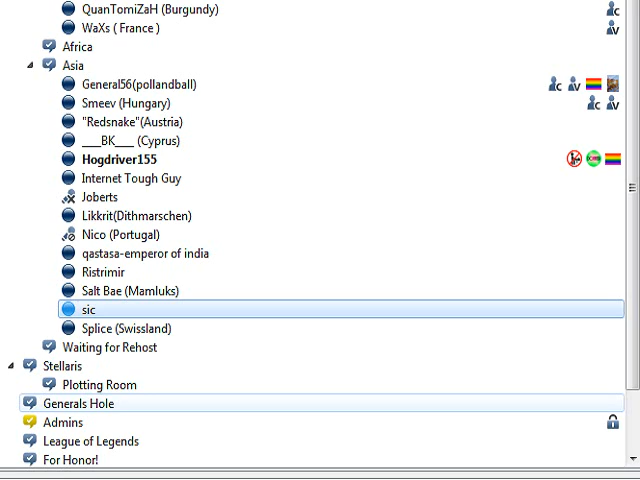 QuanTomiZaH (Burgundy)
WaXs ( France )
Africa
Asia
General56(pollandball)
Smeev (Hungary)
"Redsnake"(Austria)
___BK___ (Cyprus)
Hogdriver155
Internet Tough Guy
Joberts
Likkrit(Dithmarschen)
Nico (Portugal)
qastasa-emperor of india
Ristrimir
Salt Bae (Mamluks)
sic
Splice (Swissland)
Waiting for Rehost
Stellaris
Plotting Room
Generals Hole
Admins
League of Legends
For Honor!